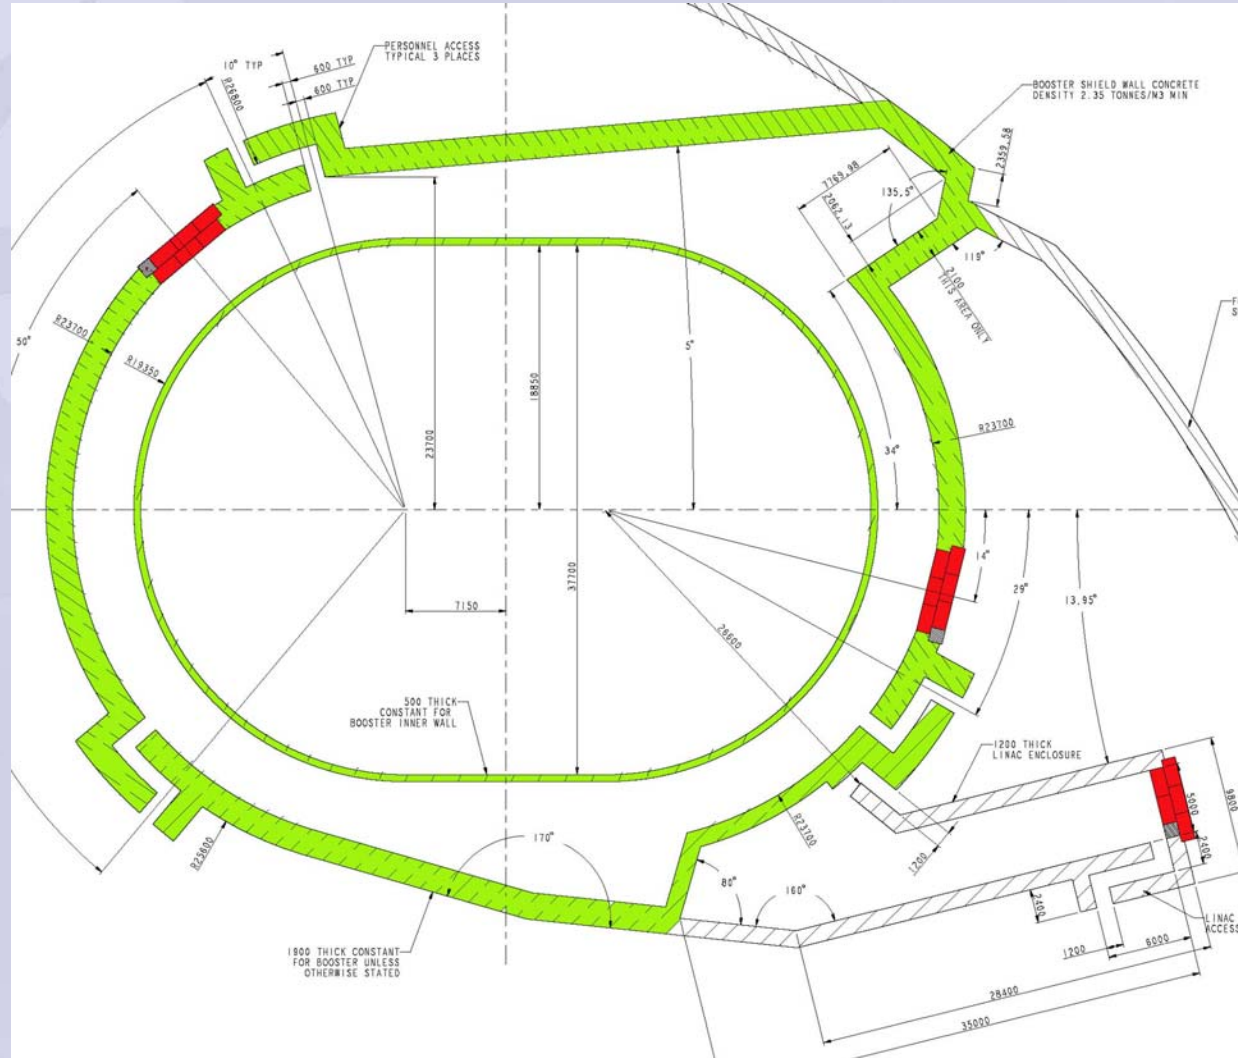 PERSONNEL ACCESS
TYPICAL 3 PLACES
10° TYP
600 TYP
600 TYP
R26800
BOOSTER SHIELD WALL CONCRETE
DENSITY 2.35 TONNES/M3 MIN
2359,58
7769,98
2062,13
135,5°
119°
2100
THIS AREA ONLY
50°
R23700
R19350
5°
18850
23700
34°
R23700
37700
14°
29°
13,95°
7150
26600
500 THICK
CONSTANT FOR
BOOSTER INNER WALL
1200 THICK
LINAC ENCLOSURE
9800
5000
2400
R23700
R25600
170°
1200
80°
160°
2400
LINAC
ACCESS
1900 THICK CONSTANT
FOR BOOSTER UNLESS
OTHERWISE STATED
1200
6000
28400
35000